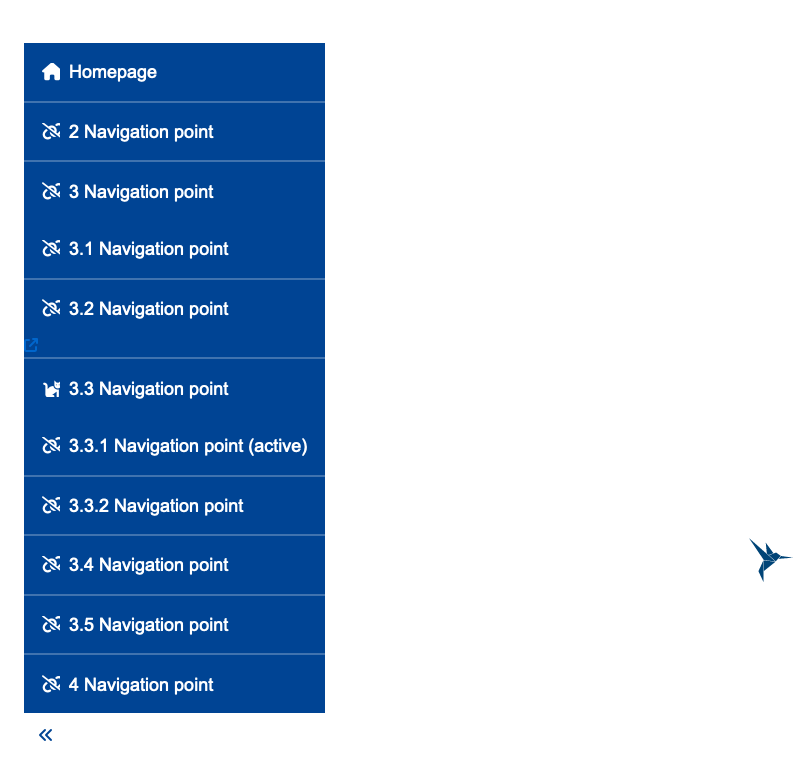 Homepage
2 Navigation point
3 Navigation point
3.1 Navigation point
3.2 Navigation point
3.3 Navigation point
3.3.1 Navigation point (active)
3.3.2 Navigation point
3.4 Navigation point
3.5 Navigation point
4 Navigation point